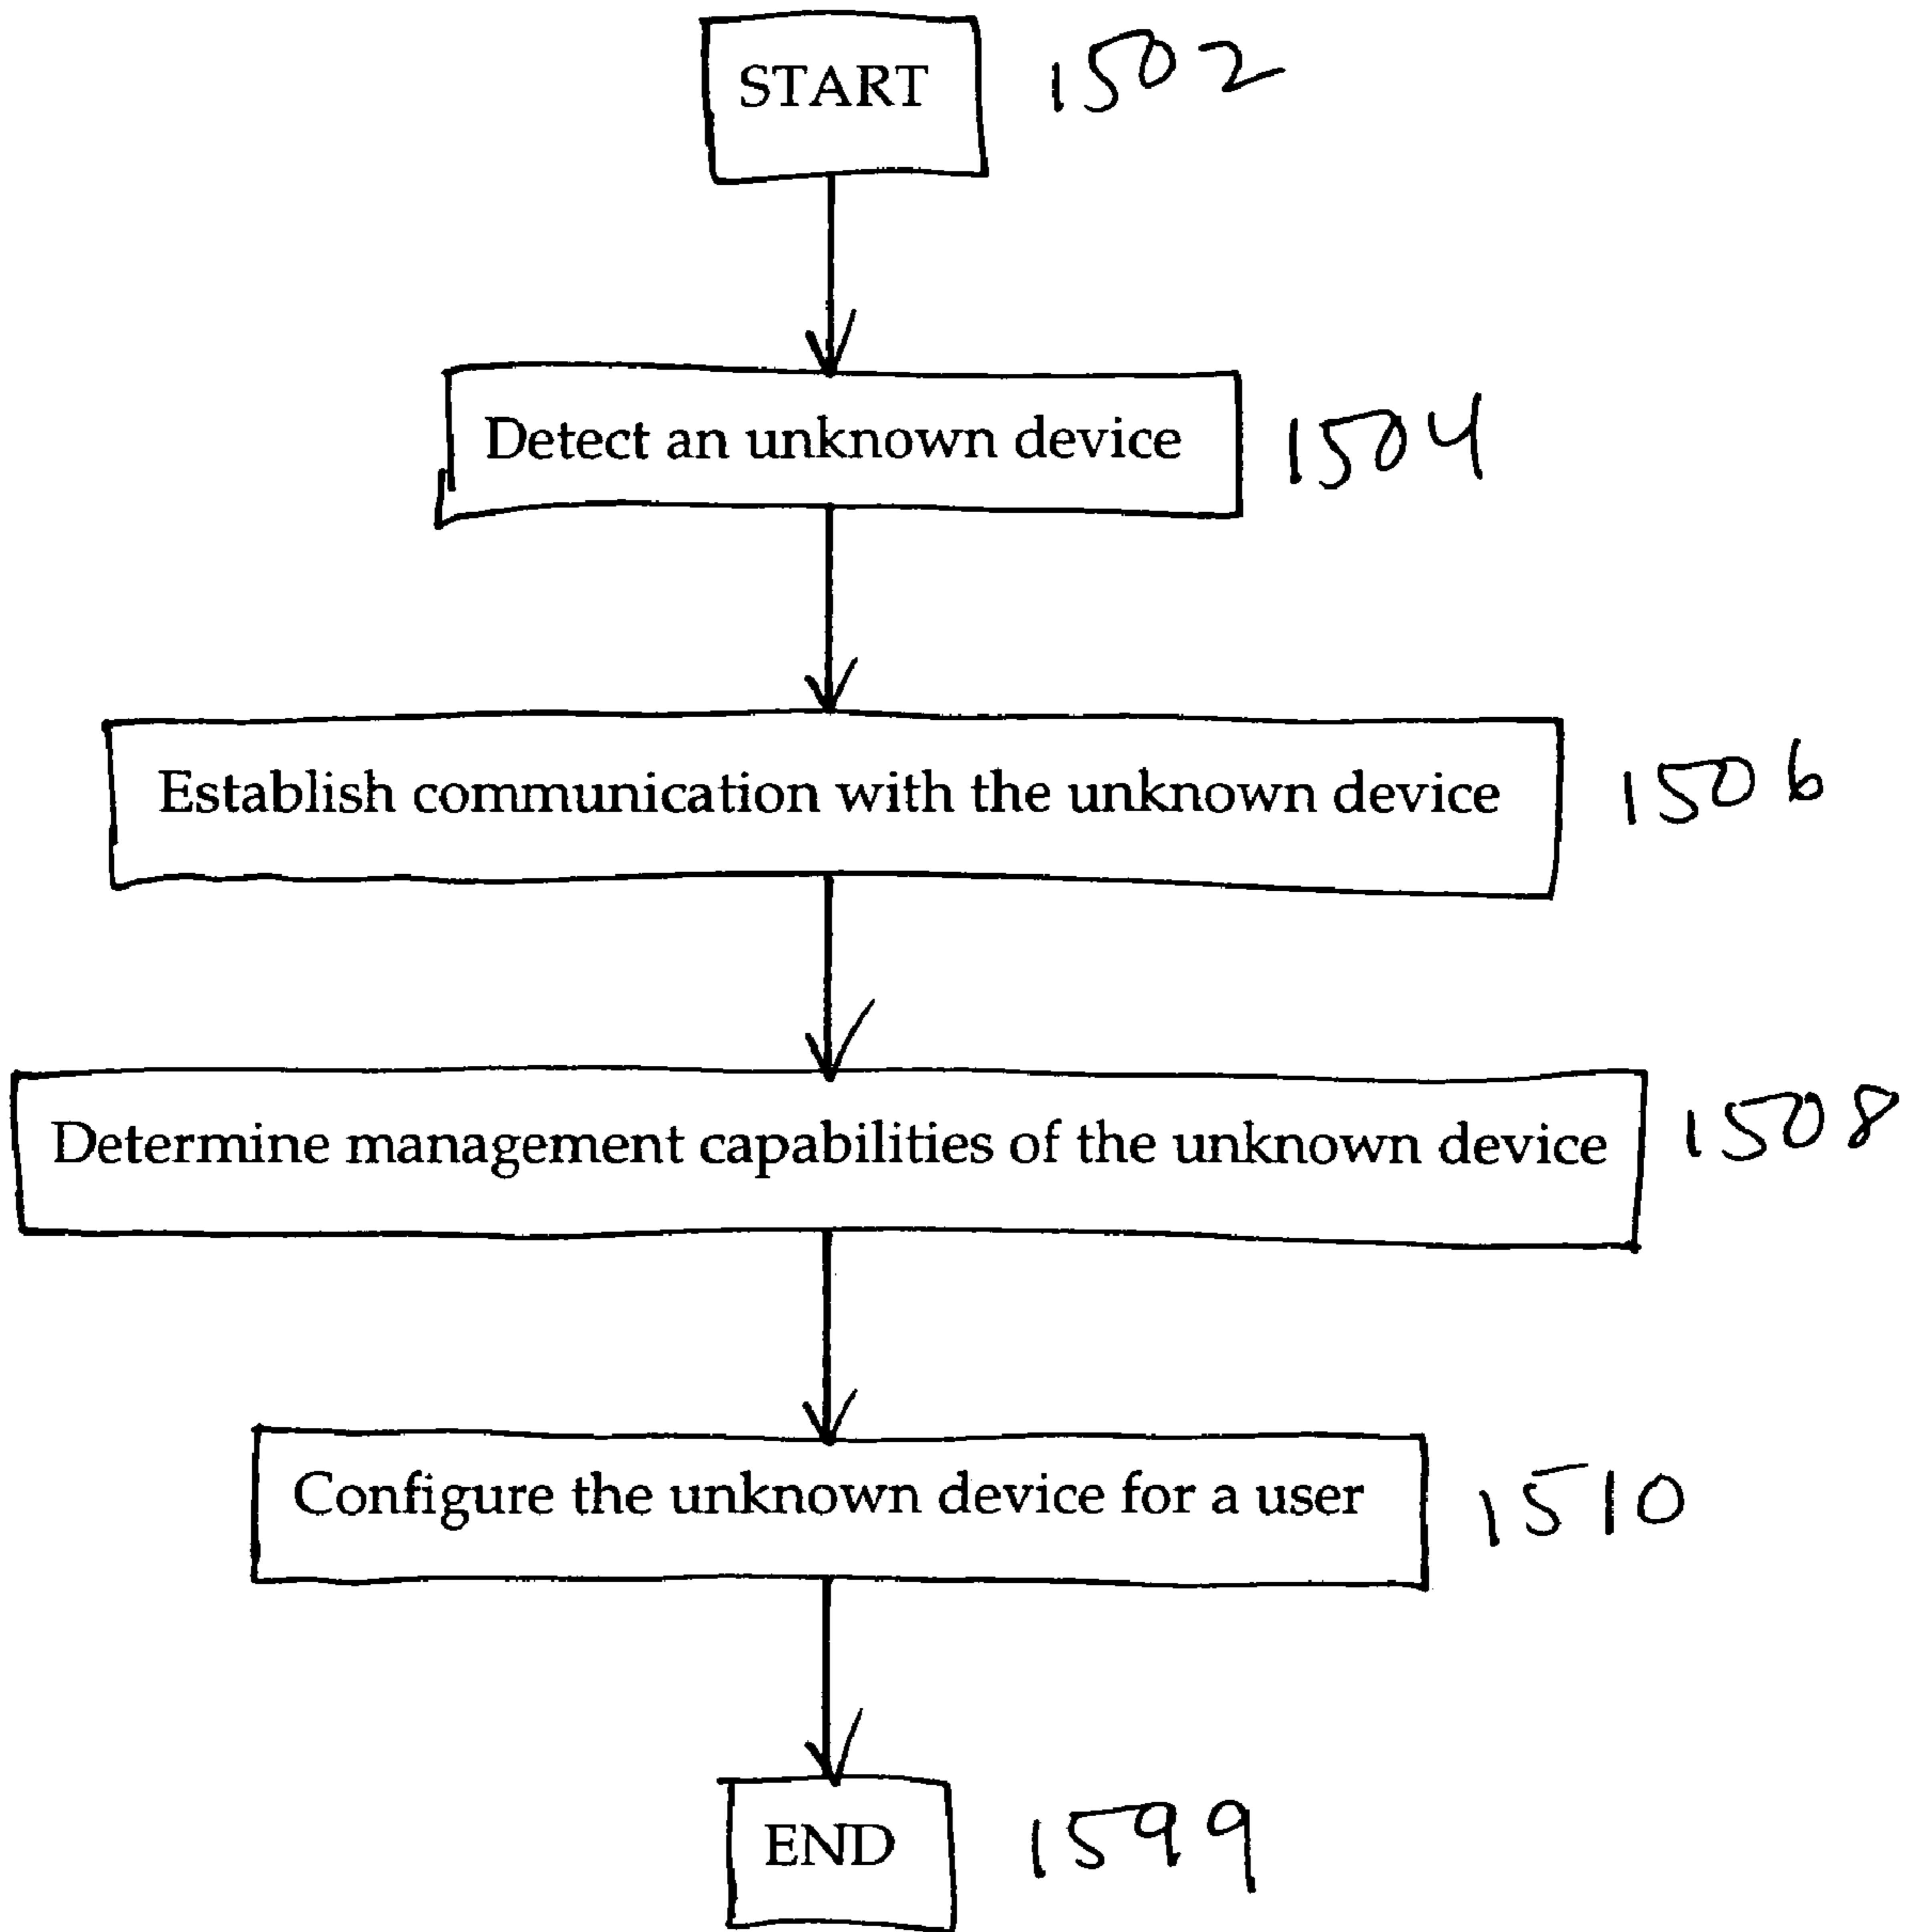 START 1502
Detect an unknown device 1504
Establish communication with the unknown device 1506
Determine management capabilities of the unknown device 1508
Configure the unknown device for a user 1510
END 1599